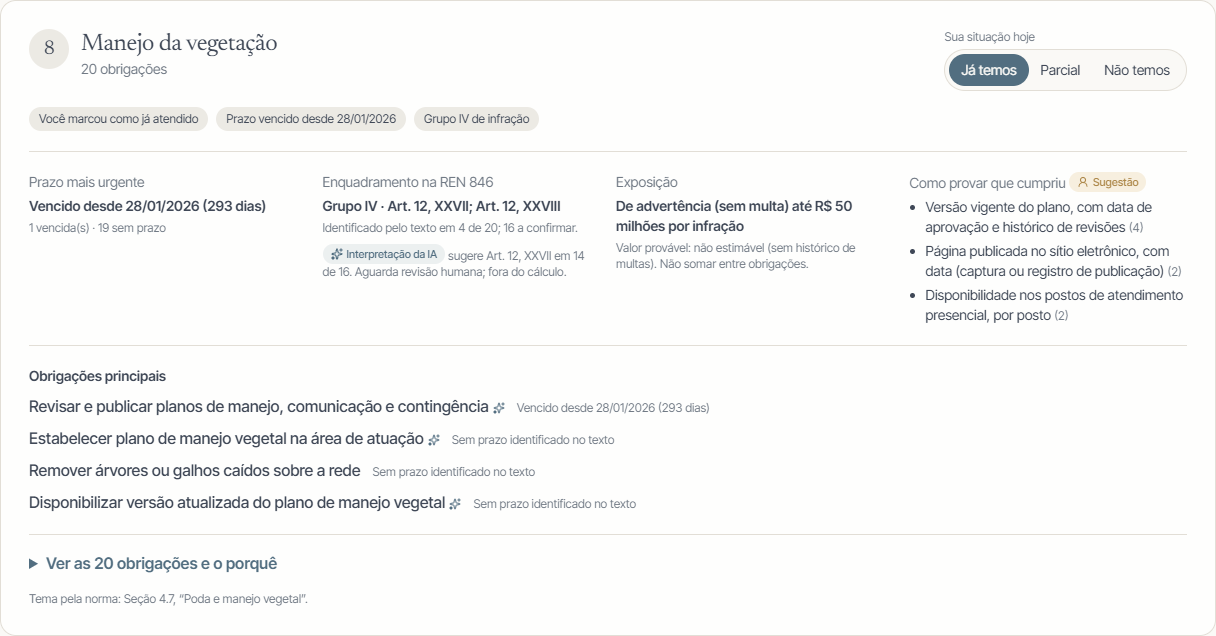 8
Manejo da vegetação
20 obrigações
Sua situação hoje
Já temos
Parcial
Não temos
Você marcou como já atendido
Prazo vencido desde 28/01/2026
Grupo IV de infração
Prazo mais urgente
Vencido desde 28/01/2026 (293 dias)
1 vencida(s) · 19 sem prazo
Enquadramento na REN 846
Grupo IV · Art. 12, XXVII; Art. 12, XXVIII
Identificado pelo texto em 4 de 20; 16 a confirmar.
Interpretação da IA sugere Art. 12, XXVII em 14
de 16. Aguarda revisão humana; fora do cálculo.
Exposição
De advertência (sem multa) até R$ 50
milhões por infração
Valor provável: não estimável (sem histórico de
multas). Não somar entre obrigações.
Como provar que cumpriu Sugestão
• Versão vigente do plano, com data de
aprovação e histórico de revisões (4)
• Página publicada no sítio eletrônico, com
data (captura ou registro de publicação) (2)
• Disponibilidade nos postos de atendimento
presencial, por posto (2)
Obrigações principais
Revisar e publicar planos de manejo, comunicação e contingência Vencido desde 28/01/2026 (293 dias)
Estabelecer plano de manejo vegetal na área de atuação Sem prazo identificado no texto
Remover árvores ou galhos caídos sobre a rede Sem prazo identificado no texto
Disponibilizar versão atualizada do plano de manejo vegetal Sem prazo identificado no texto
Ver as 20 obrigações e o porquê
Tema pela norma: Seção 4.7, “Poda e manejo vegetal”.